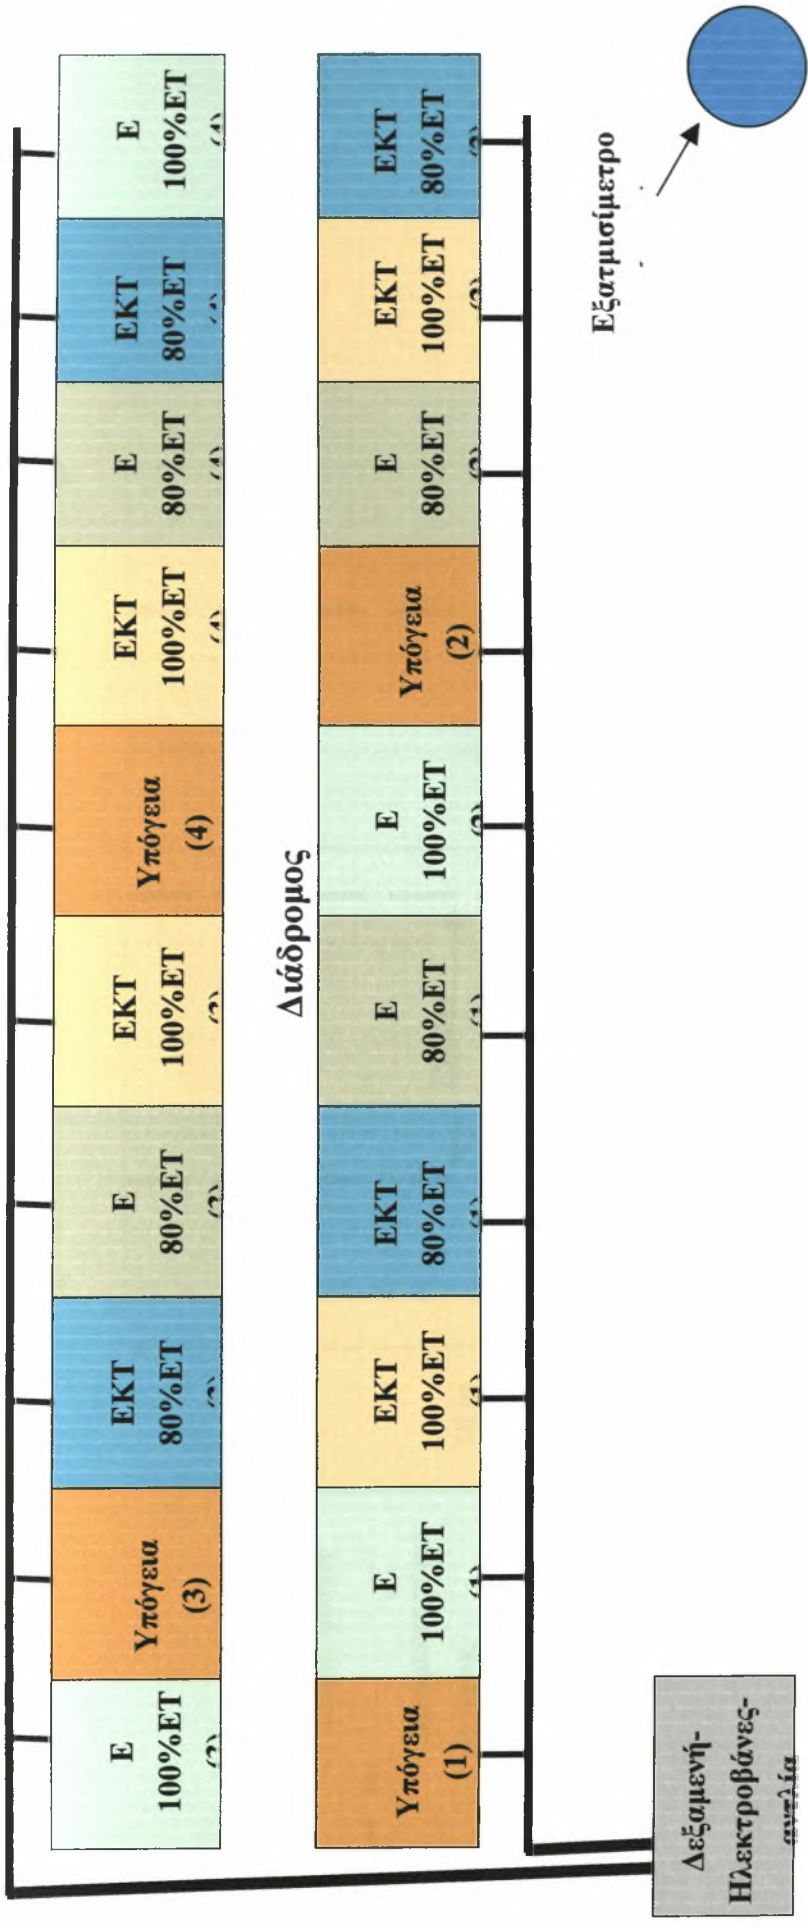 Ε
100%ΕΤ
Υπόγεια
(3)
ΕΚΤ
80%ΕΤ
Ε
80%ΕΤ
ΕΚΤ
100%ΕΤ
Υπόγεια
(4)
ΕΚΤ
100%ΕΤ
Ε
80%ΕΤ
ΕΚΤ
80%ΕΤ
Ε
100%ΕΤ
Διάδρομος
Υπόγεια
(1)
Ε
100%ΕΤ
ΕΚΤ
100%ΕΤ
ΕΚΤ
80%ΕΤ
Ε
80%ΕΤ
Ε
100%ΕΤ
Υπόγεια
(2)
Ε
80%ΕΤ
ΕΚΤ
100%ΕΤ
ΕΚΤ
80%ΕΤ
Εξατμισίμετρο
Δεξαμενή-
Ηλεκτροβάνες-
αντλία